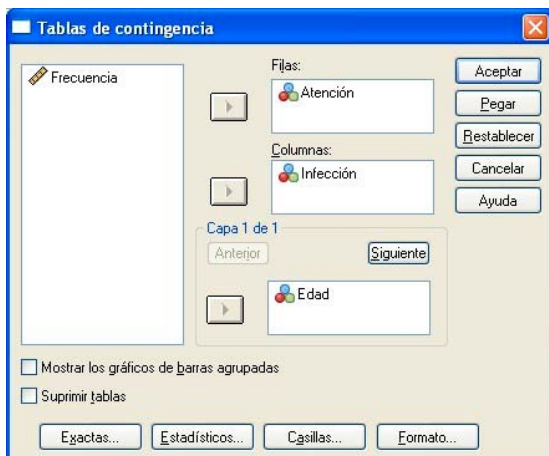 Tablas de contingencia
Frecuencia
Filas:
Atención
Columnas:
Infección
Capa 1 de 1
Anterior
Siguiente
Edad
Aceptar
Pegar
Restablecer
Cancelar
Ayuda
Mostrar los gráficos de barras agrupadas
Suprimir tablas
Exactas...
Estadísticos...
Casillas...
Formato...